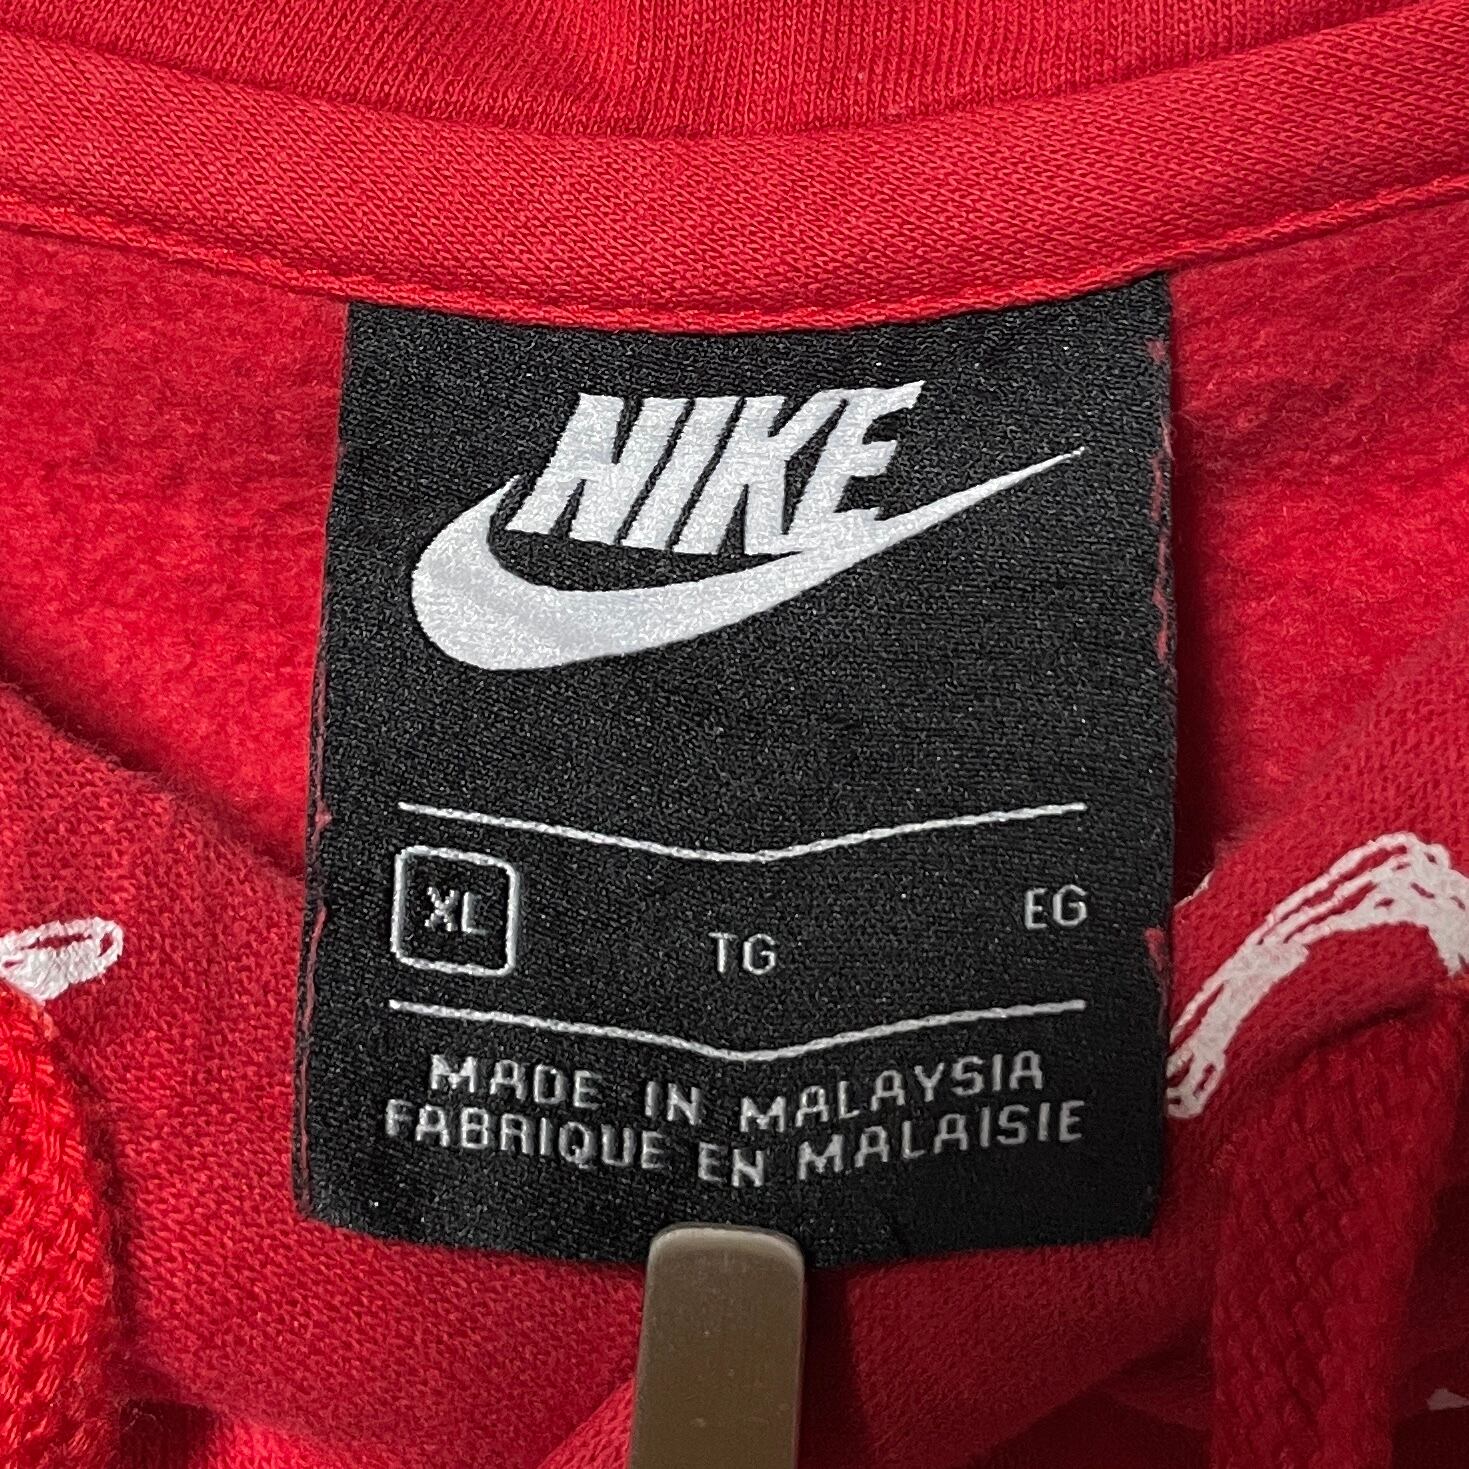 NIKE
XL TG EG
MADE IN MALAYSIA
FABRIQUE EN MALAISIE